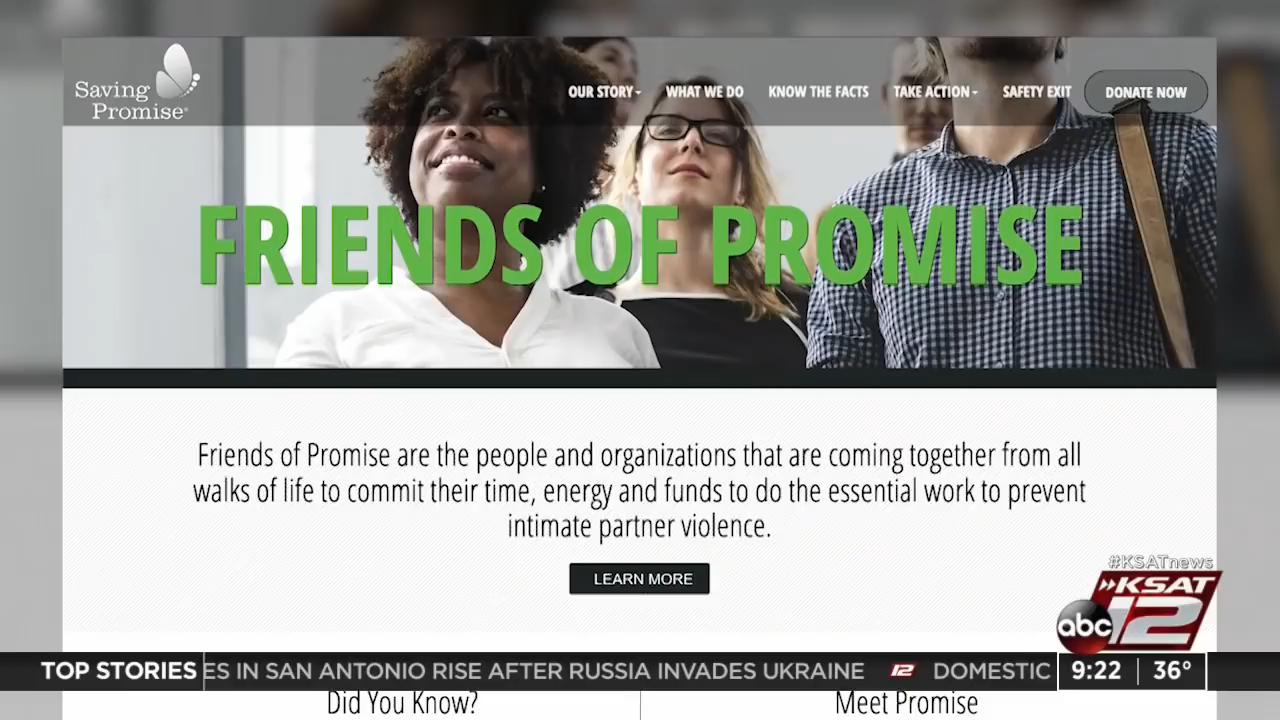 Saving
Promise®
OUR STORY WHAT WE DO KNOW THE FACTS TAKE ACTION SAFETY EXIT DONATE NOW
FRIENDS OF PROMISE
Friends of Promise are the people and organizations that are coming together from all
walks of life to commit their time, energy and funds to do the essential work to prevent
intimate partner violence.
LEARN MORE
#KSATnews
KSAT
abc 12
TOP STORIES ES IN SAN ANTONIO RISE AFTER RUSSIA INVADES UKRAINE 12 DOMESTIC 9:22 36°
Did You Know? Meet Promise